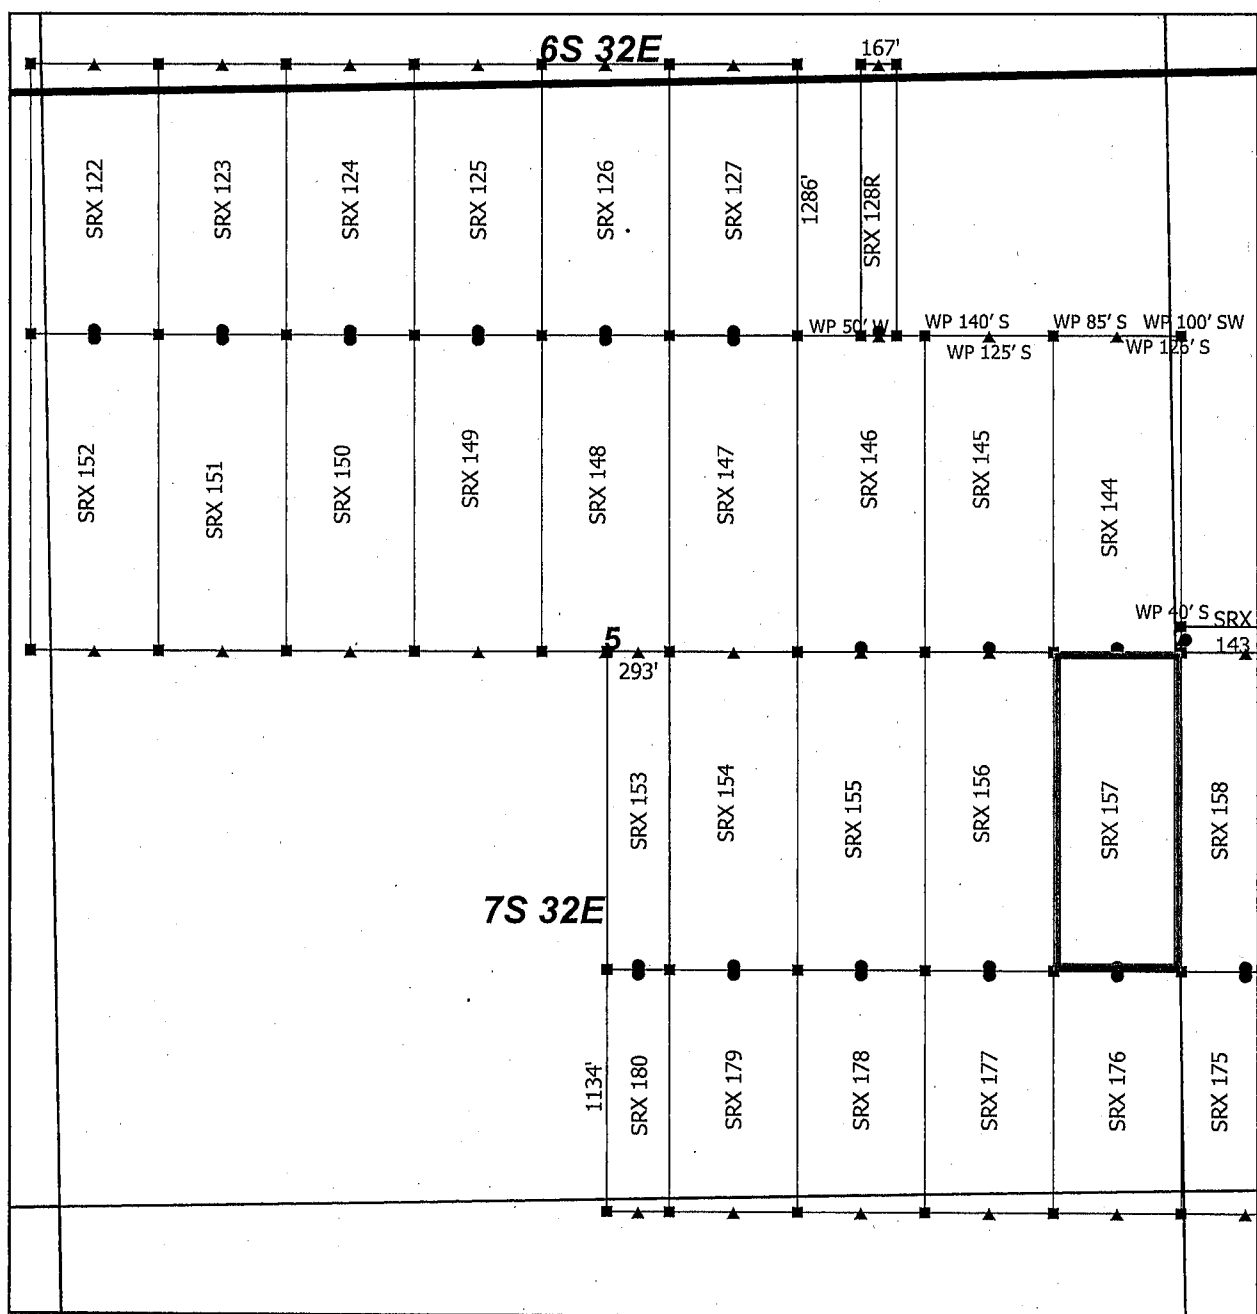 6S 32E
167'
SRX 122
SRX 123
SRX 124
SRX 125
SRX 126
SRX 127
1286'
SRX 128R
WP 50' W
WP 140' S
WP 85' S
WP 100' SW
WP 125' S
WP 126' S
SRX 152
SRX 151
SRX 150
SRX 149
SRX 148
SRX 147
SRX 146
SRX 145
SRX 144
WP 40' S
SRX
143
5
293'
SRX 153
SRX 154
SRX 155
SRX 156
SRX 157
SRX 158
7S 32E
1134'
SRX 180
SRX 179
SRX 178
SRX 177
SRX 176
SRX 175